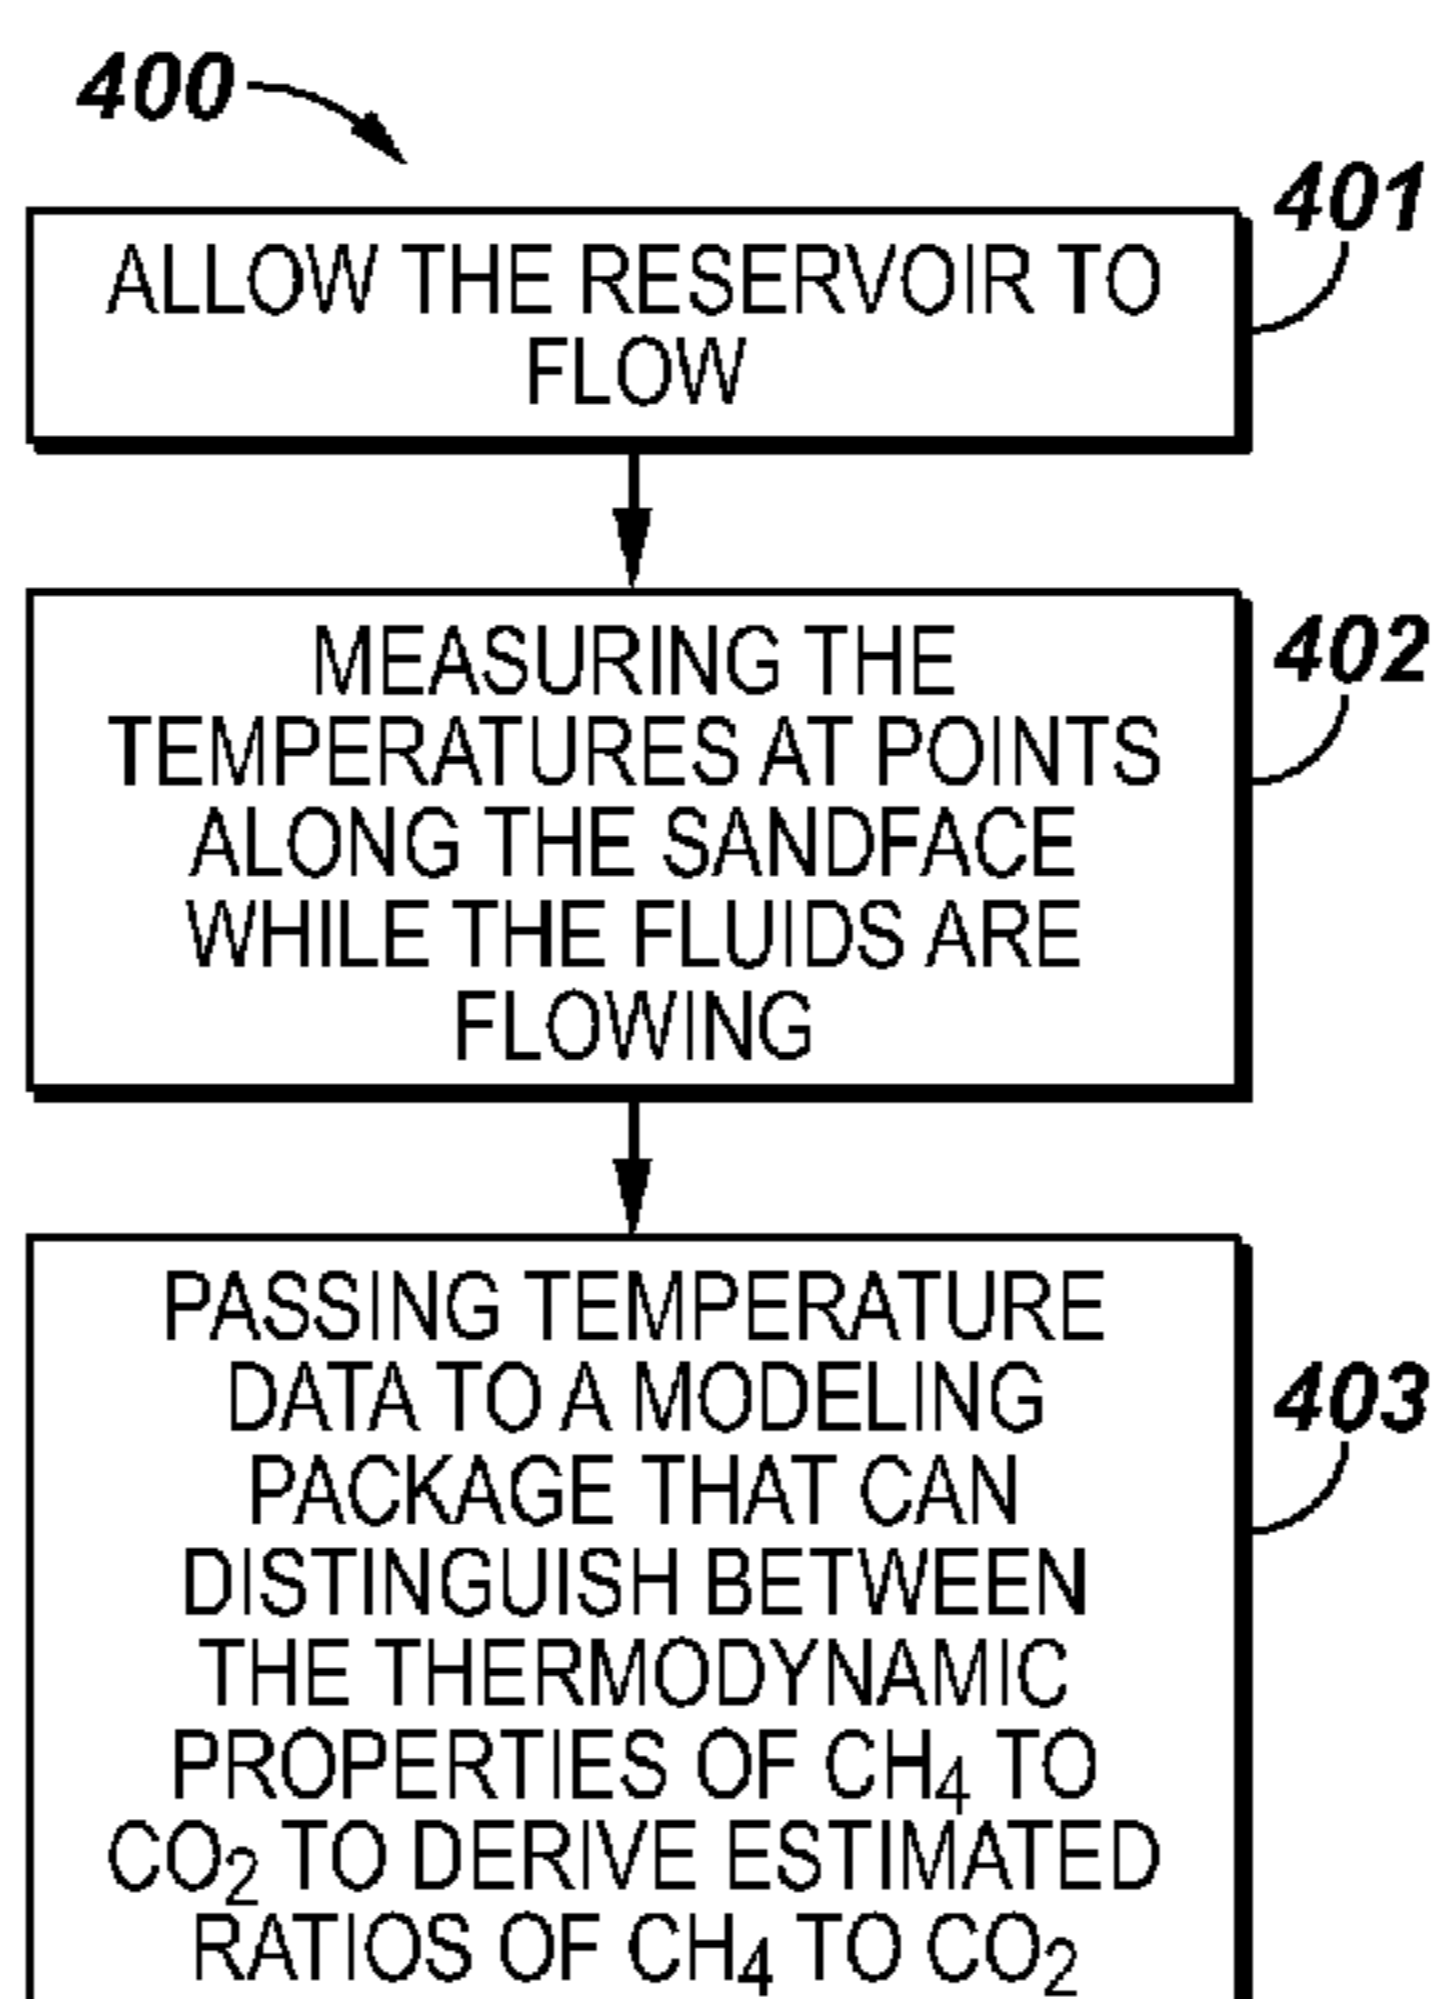 400
401
ALLOW THE RESERVOIR TO
FLOW
402
MEASURING THE
TEMPERATURES AT POINTS
ALONG THE SANDFACE
WHILE THE FLUIDS ARE
FLOWING
403
PASSING TEMPERATURE
DATA TO A MODELING
PACKAGE THAT CAN
DISTINGUISH BETWEEN
THE THERMODYNAMIC
PROPERTIES OF CH₄ TO
CO₂ TO DERIVE ESTIMATED
RATIOS OF CH₄ TO CO₂